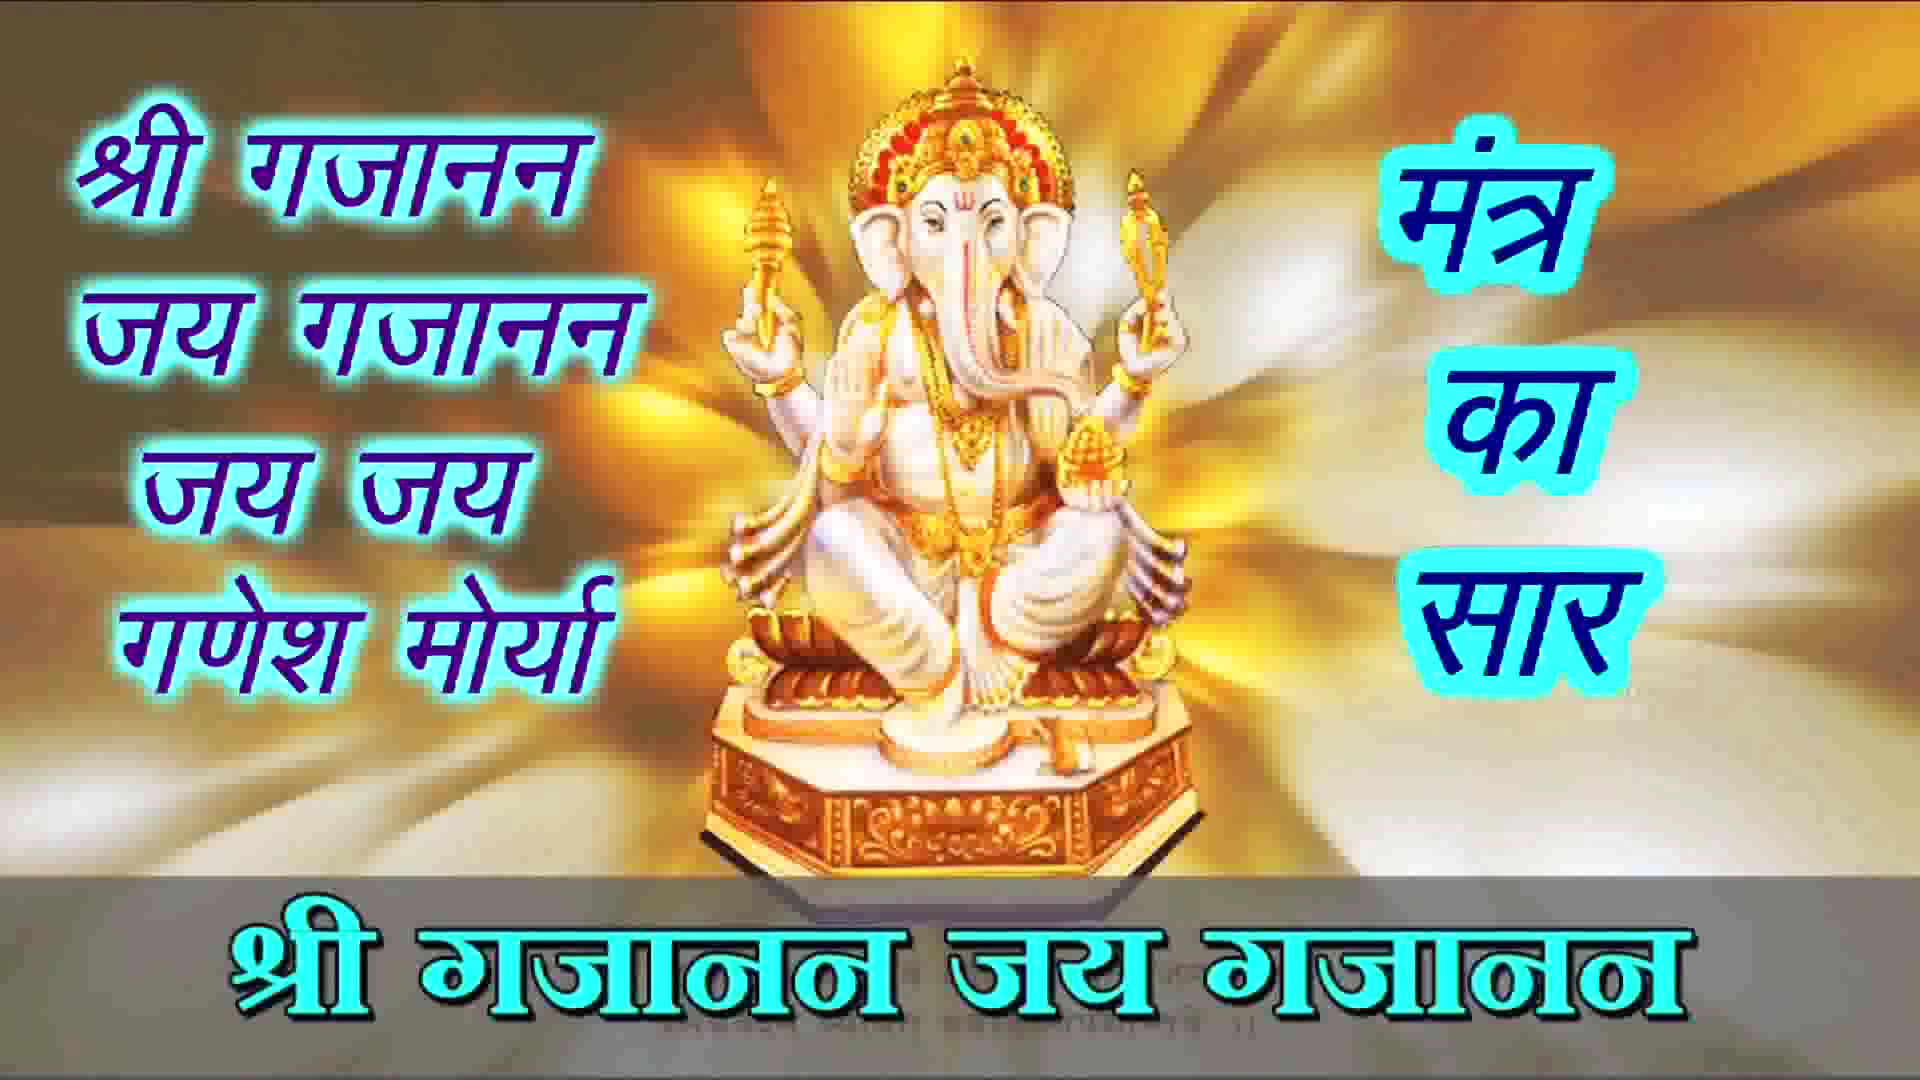 श्री गजानन
जय गजानन
जय जय
गणेश मोर्या
मंत्र
का
सार
श्री गजानन जय गजानन